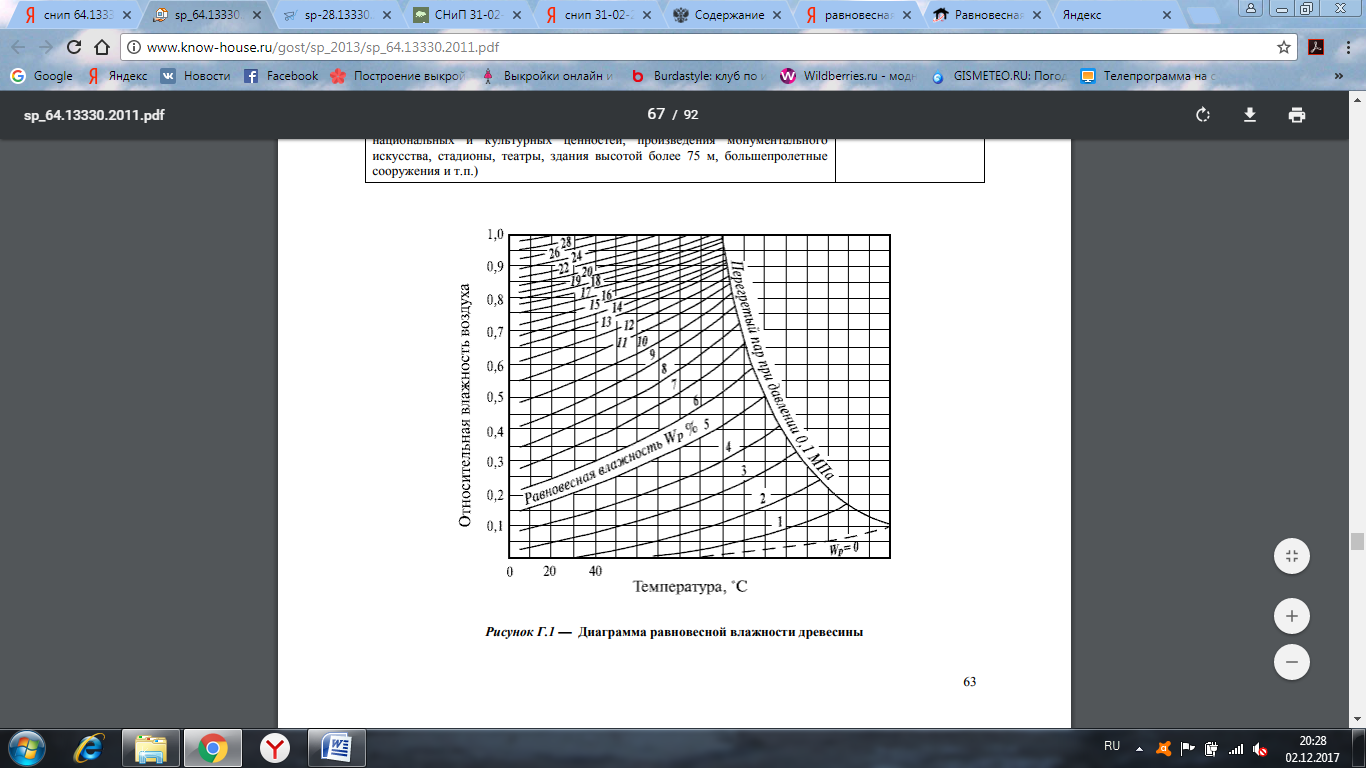 снип 64.133
sp_64.13330.
sp-28.13330.
СНиП 31-02-
снип 31-02-
Содержание
равновесная
Равновесная
Яндекс
www.know-house.ru/gost/sp_2013/sp_64.13330.2011.pdf
Google
Яндекс
Новости
Facebook
Построение выкрой
Выкройки онлайн и
Burdastyle: клуб по и
Wildberries.ru - модн
GISMETEO.RU: Погод
Телепрограмма на с
»
sp_64.13330.2011.pdf
67 / 92
национальных и культурных ценностей, произведения монументального
искусства, стадионы, театры, здания высотой более 75 м, большепролетные
сооружения и т.п.)
Относительная влажность воздуха
1,0
0,9
0,8
0,7
0,6
0,5
0,4
0,3
0,2
0,1
28
26
24
22
20
19
18
17
16
15
14
13
12
11
10
9
8
7
6
5
4
3
2
1
Wр=0
Равновесная влажность Wр %
Перегретый пар при давлении 0,1 МПа
0
20
40
Температура, °С
Рисунок Г.1 — Диаграмма равновесной влажности древесины
63
RU
20:28
02.12.2017